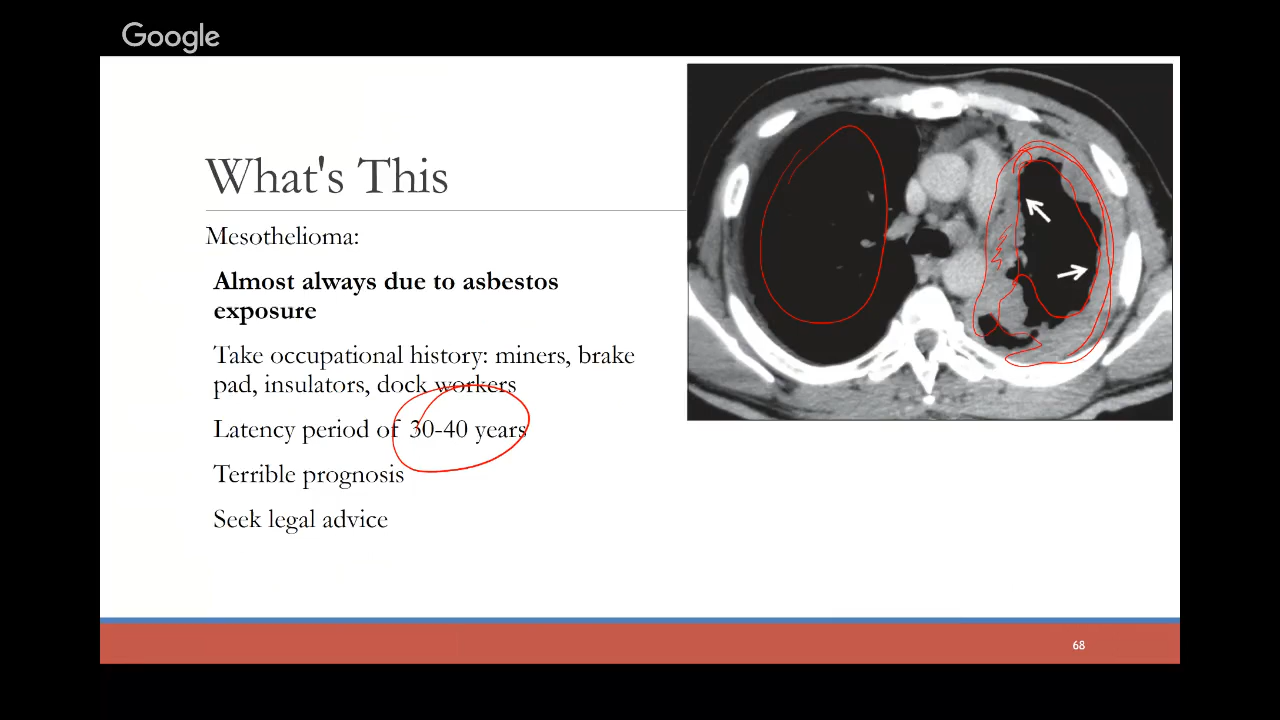 Google
What's This
Mesothelioma:
Almost always due to asbestos
exposure
Take occupational history: miners, brake
pad, insulators, dock workers
Latency period of 30-40 years
Terrible prognosis
Seek legal advice
68